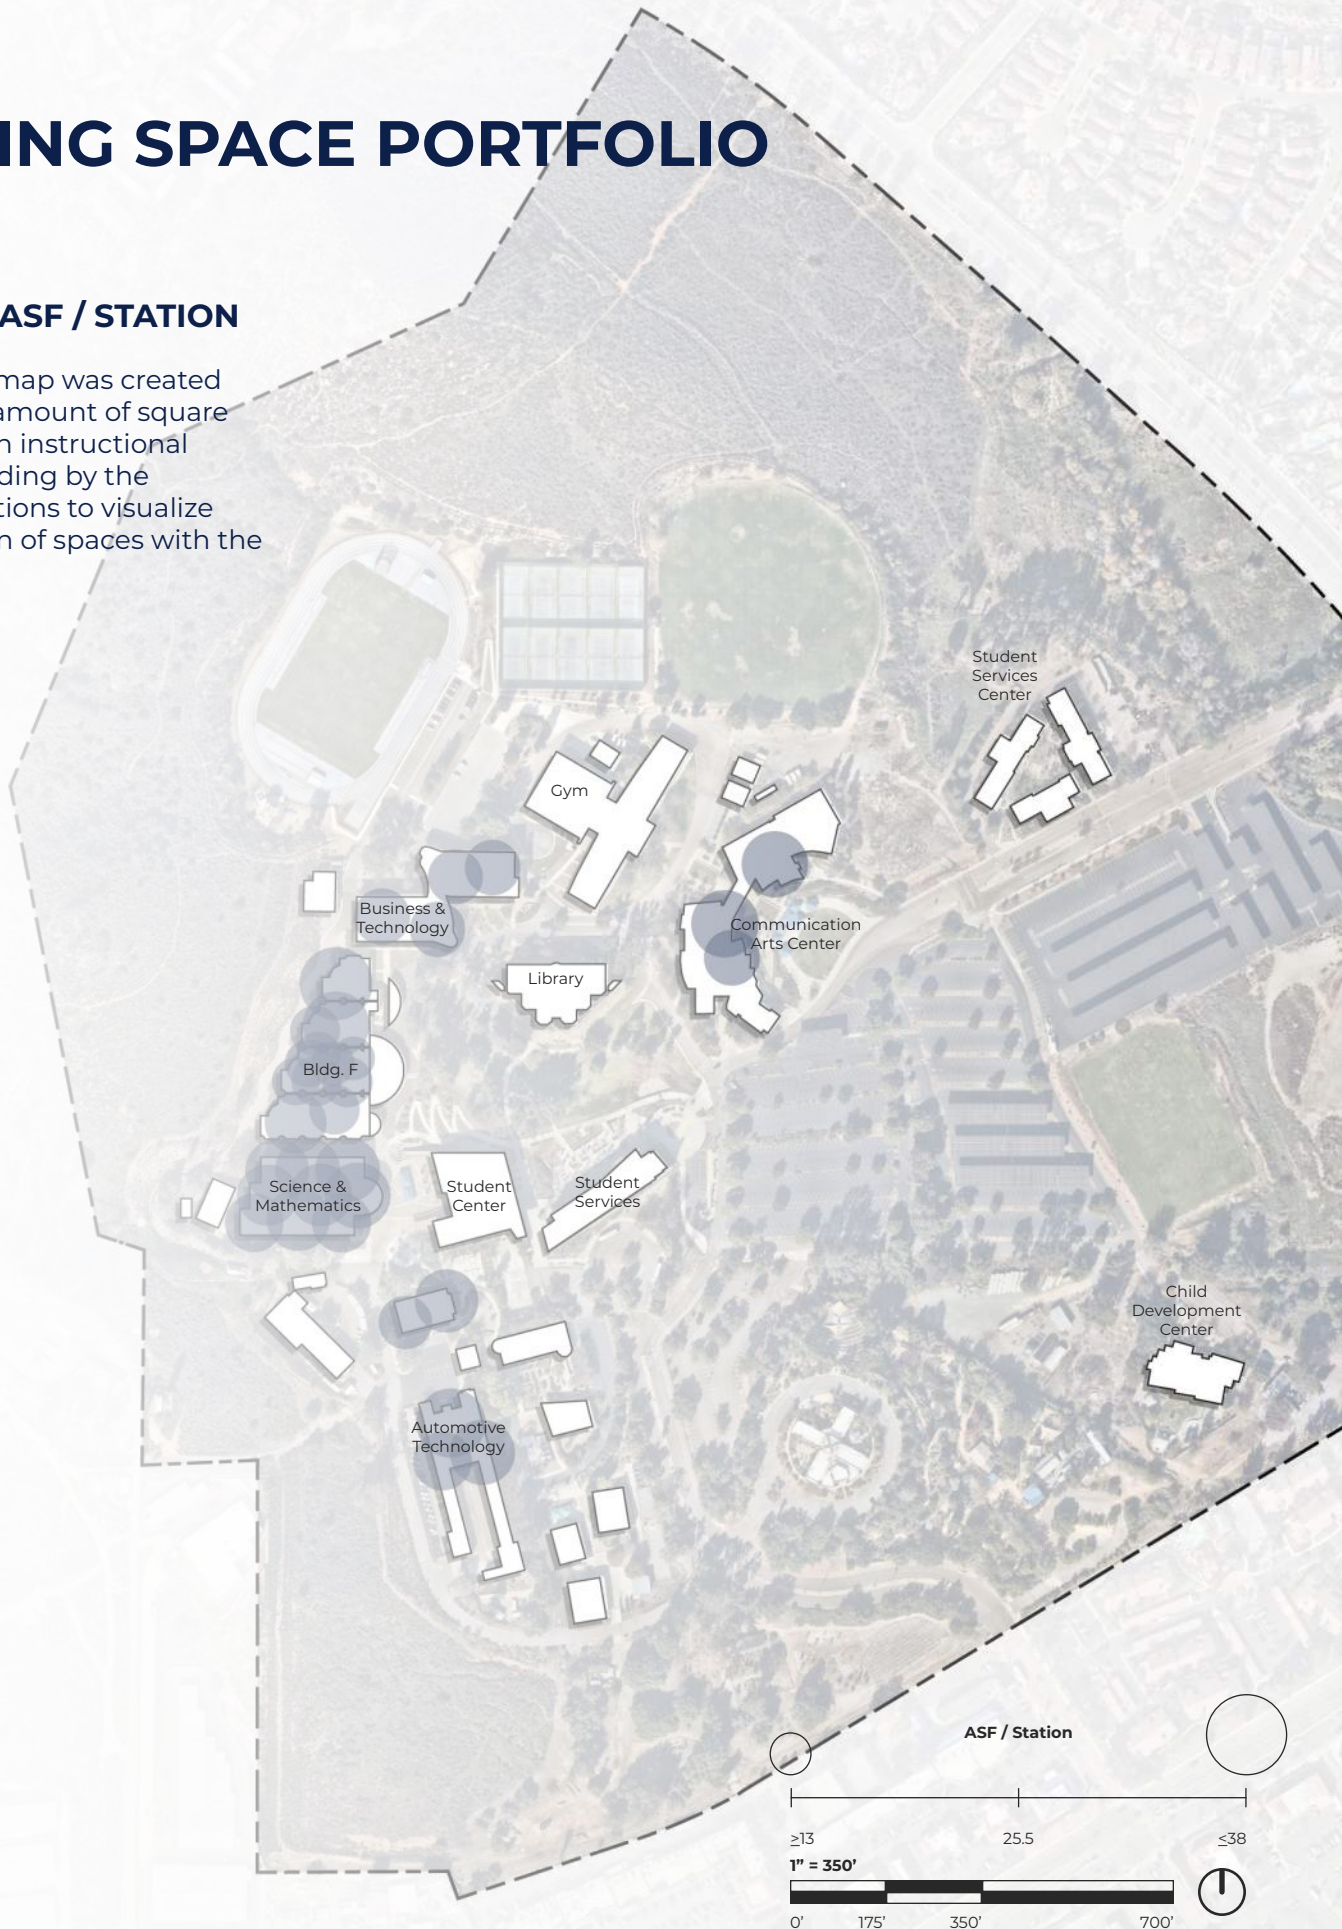 ING SPACE PORTFOLIO
ASF / STATION
map was created
amount of square
n instructional
ding by the
tions to visualize
n of spaces with the
Student
Services
Center
Gym
Business &
Technology
Communication
Arts Center
Library
Bldg. F
Science &
Mathematics
Student
Center
Student
Services
Child
Development
Center
Automotive
Technology
ASF / Station
≥13
25.5
≤38
1” = 350’
0’
175’
350’
700’